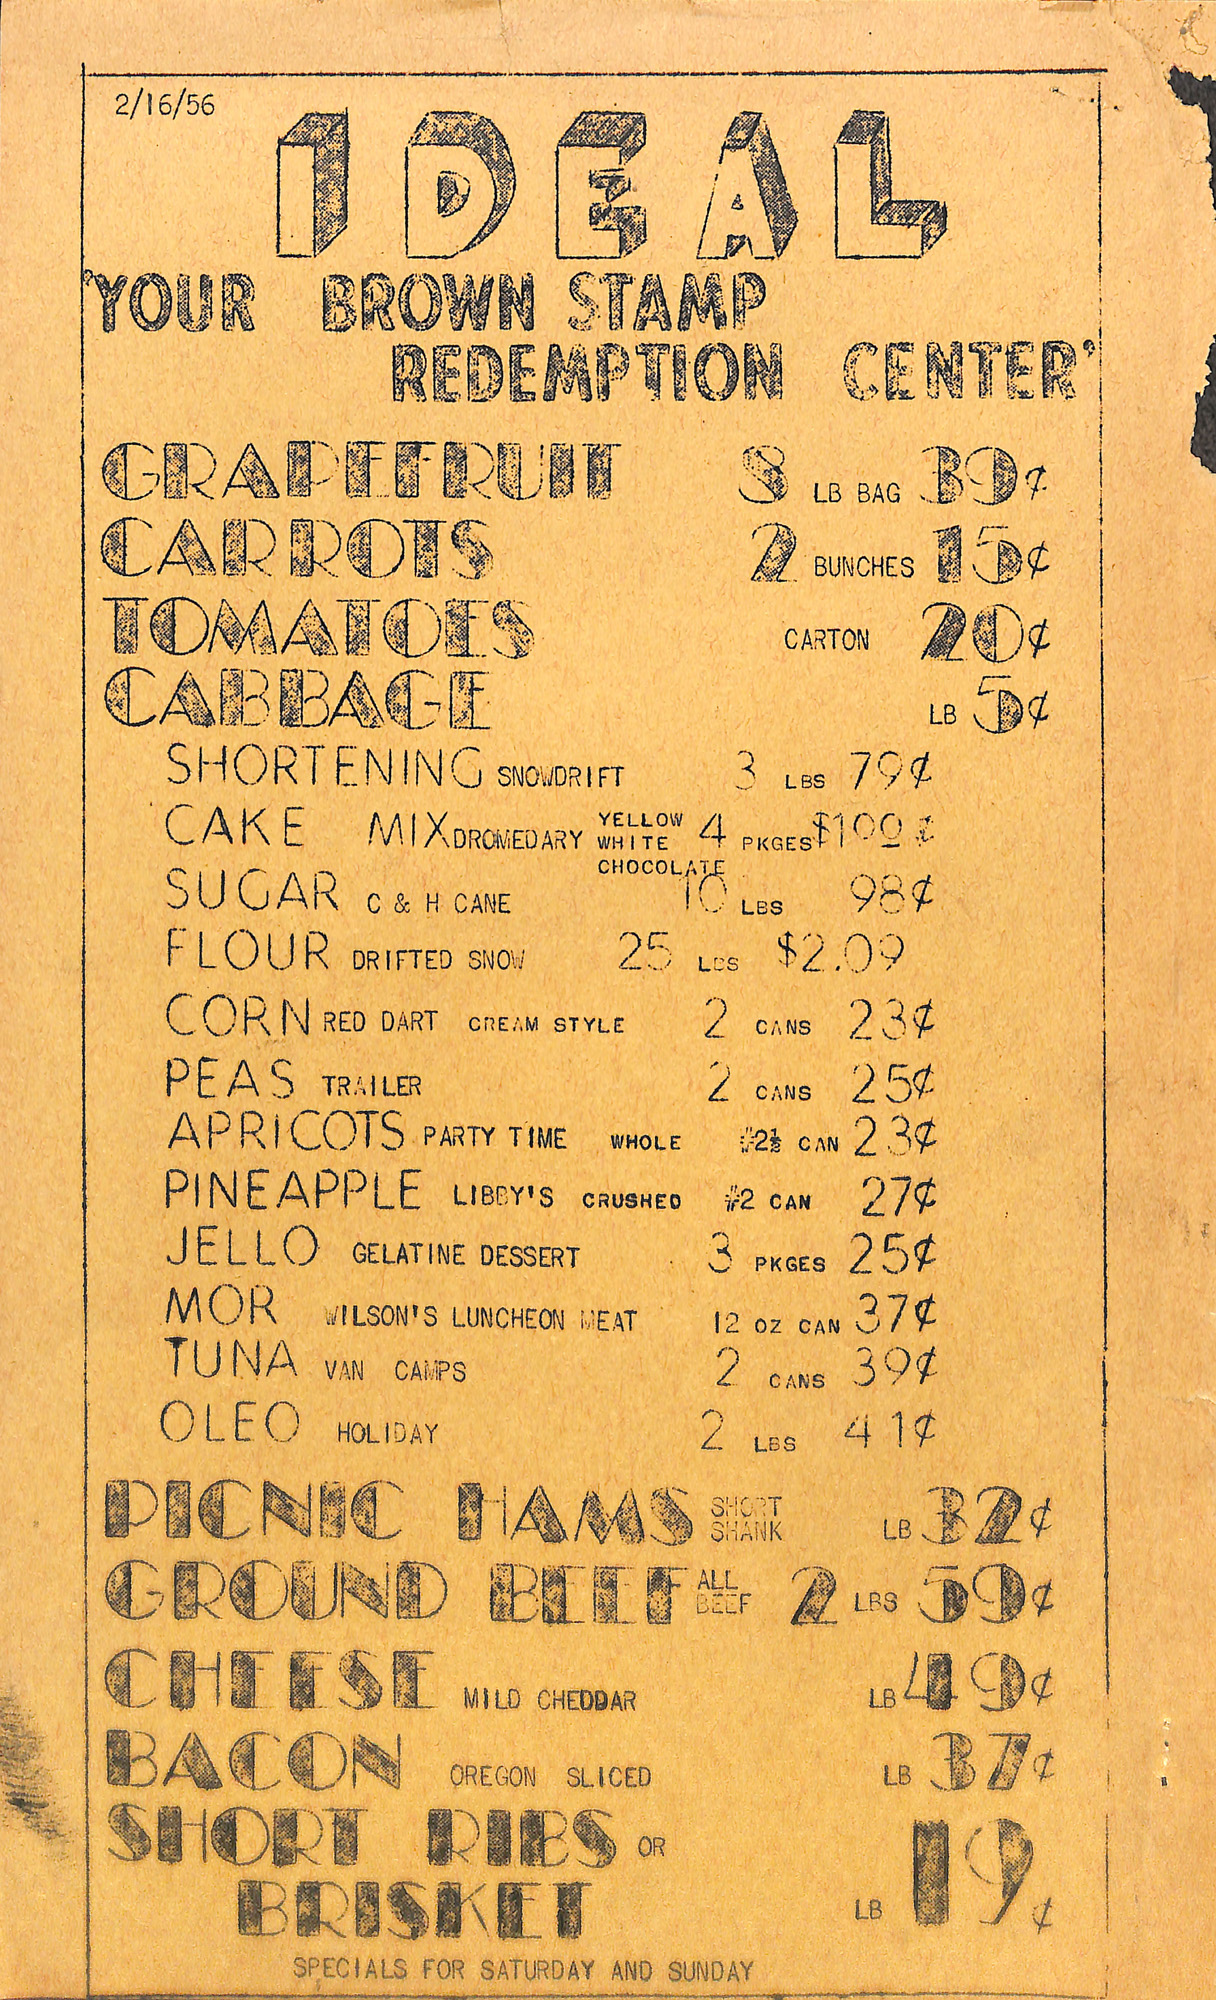 2/16/56
IDEAL
'YOUR BROWN STAMP
REDEMPTION CENTER'
GRAPEFRUIT 8 LB BAG 39¢
CARROTS 2 BUNCHES 15¢
TOMATOES CARTON 20¢
CABBAGE LB 5¢
SHORTENING SNOWDRIFT 3 LBS 79¢
CAKE MIX DROMEDARY YELLOW WHITE CHOCOLATE 4 PKGES $100 ¢
SUGAR C & H CANE 10 LBS 98¢
FLOUR DRIFTED SNOW 25 LBS $2.09
CORN RED DART CREAM STYLE 2 CANS 23¢
PEAS TRAILER 2 CANS 25¢
APRICOTS PARTY TIME WHOLE #2½ CAN 23¢
PINEAPPLE LIBBY'S CRUSHED #2 CAN 27¢
JELLO GELATINE DESSERT 3 PKGES 25¢
MOR WILSON'S LUNCHEON MEAT 12 OZ CAN 37¢
TUNA VAN CAMPS 2 CANS 39¢
OLEO HOLIDAY 2 LBS 41¢
PICNIC HAMS SHORT SHANK LB 32¢
GROUND BEEF ALL BEEF 2 LBS 59¢
CHEESE MILD CHEDDAR LB 49¢
BACON OREGON SLICED LB 37¢
SHORT RIBS OR
BRISKET LB 19¢
SPECIALS FOR SATURDAY AND SUNDAY